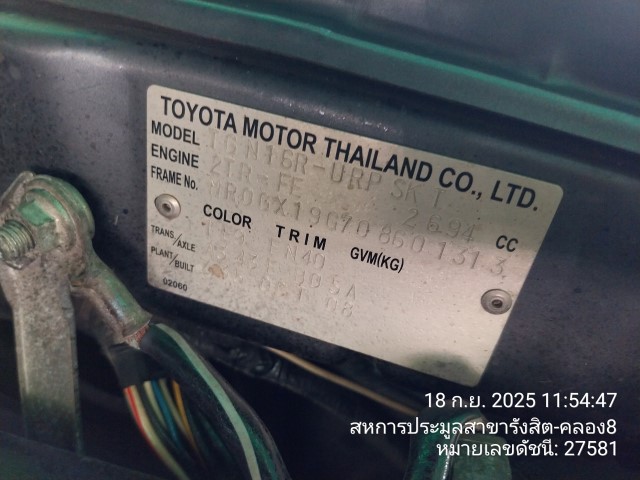 TOYOTA MOTOR THAILAND CO., LTD.
MODEL TGN16R-URPSKT
ENGINE 2TR-FE 2694 CC
FRAME No. MR0GX19G708601313
COLOR TRIM GVM(KG)
TRANS/AXLE
PLANT/BUILT
02060
18 ก.ย. 2025 11:54:47
สหการประมูลสาขารังสิต-คลอง8
หมายเลขดัชนี: 27581